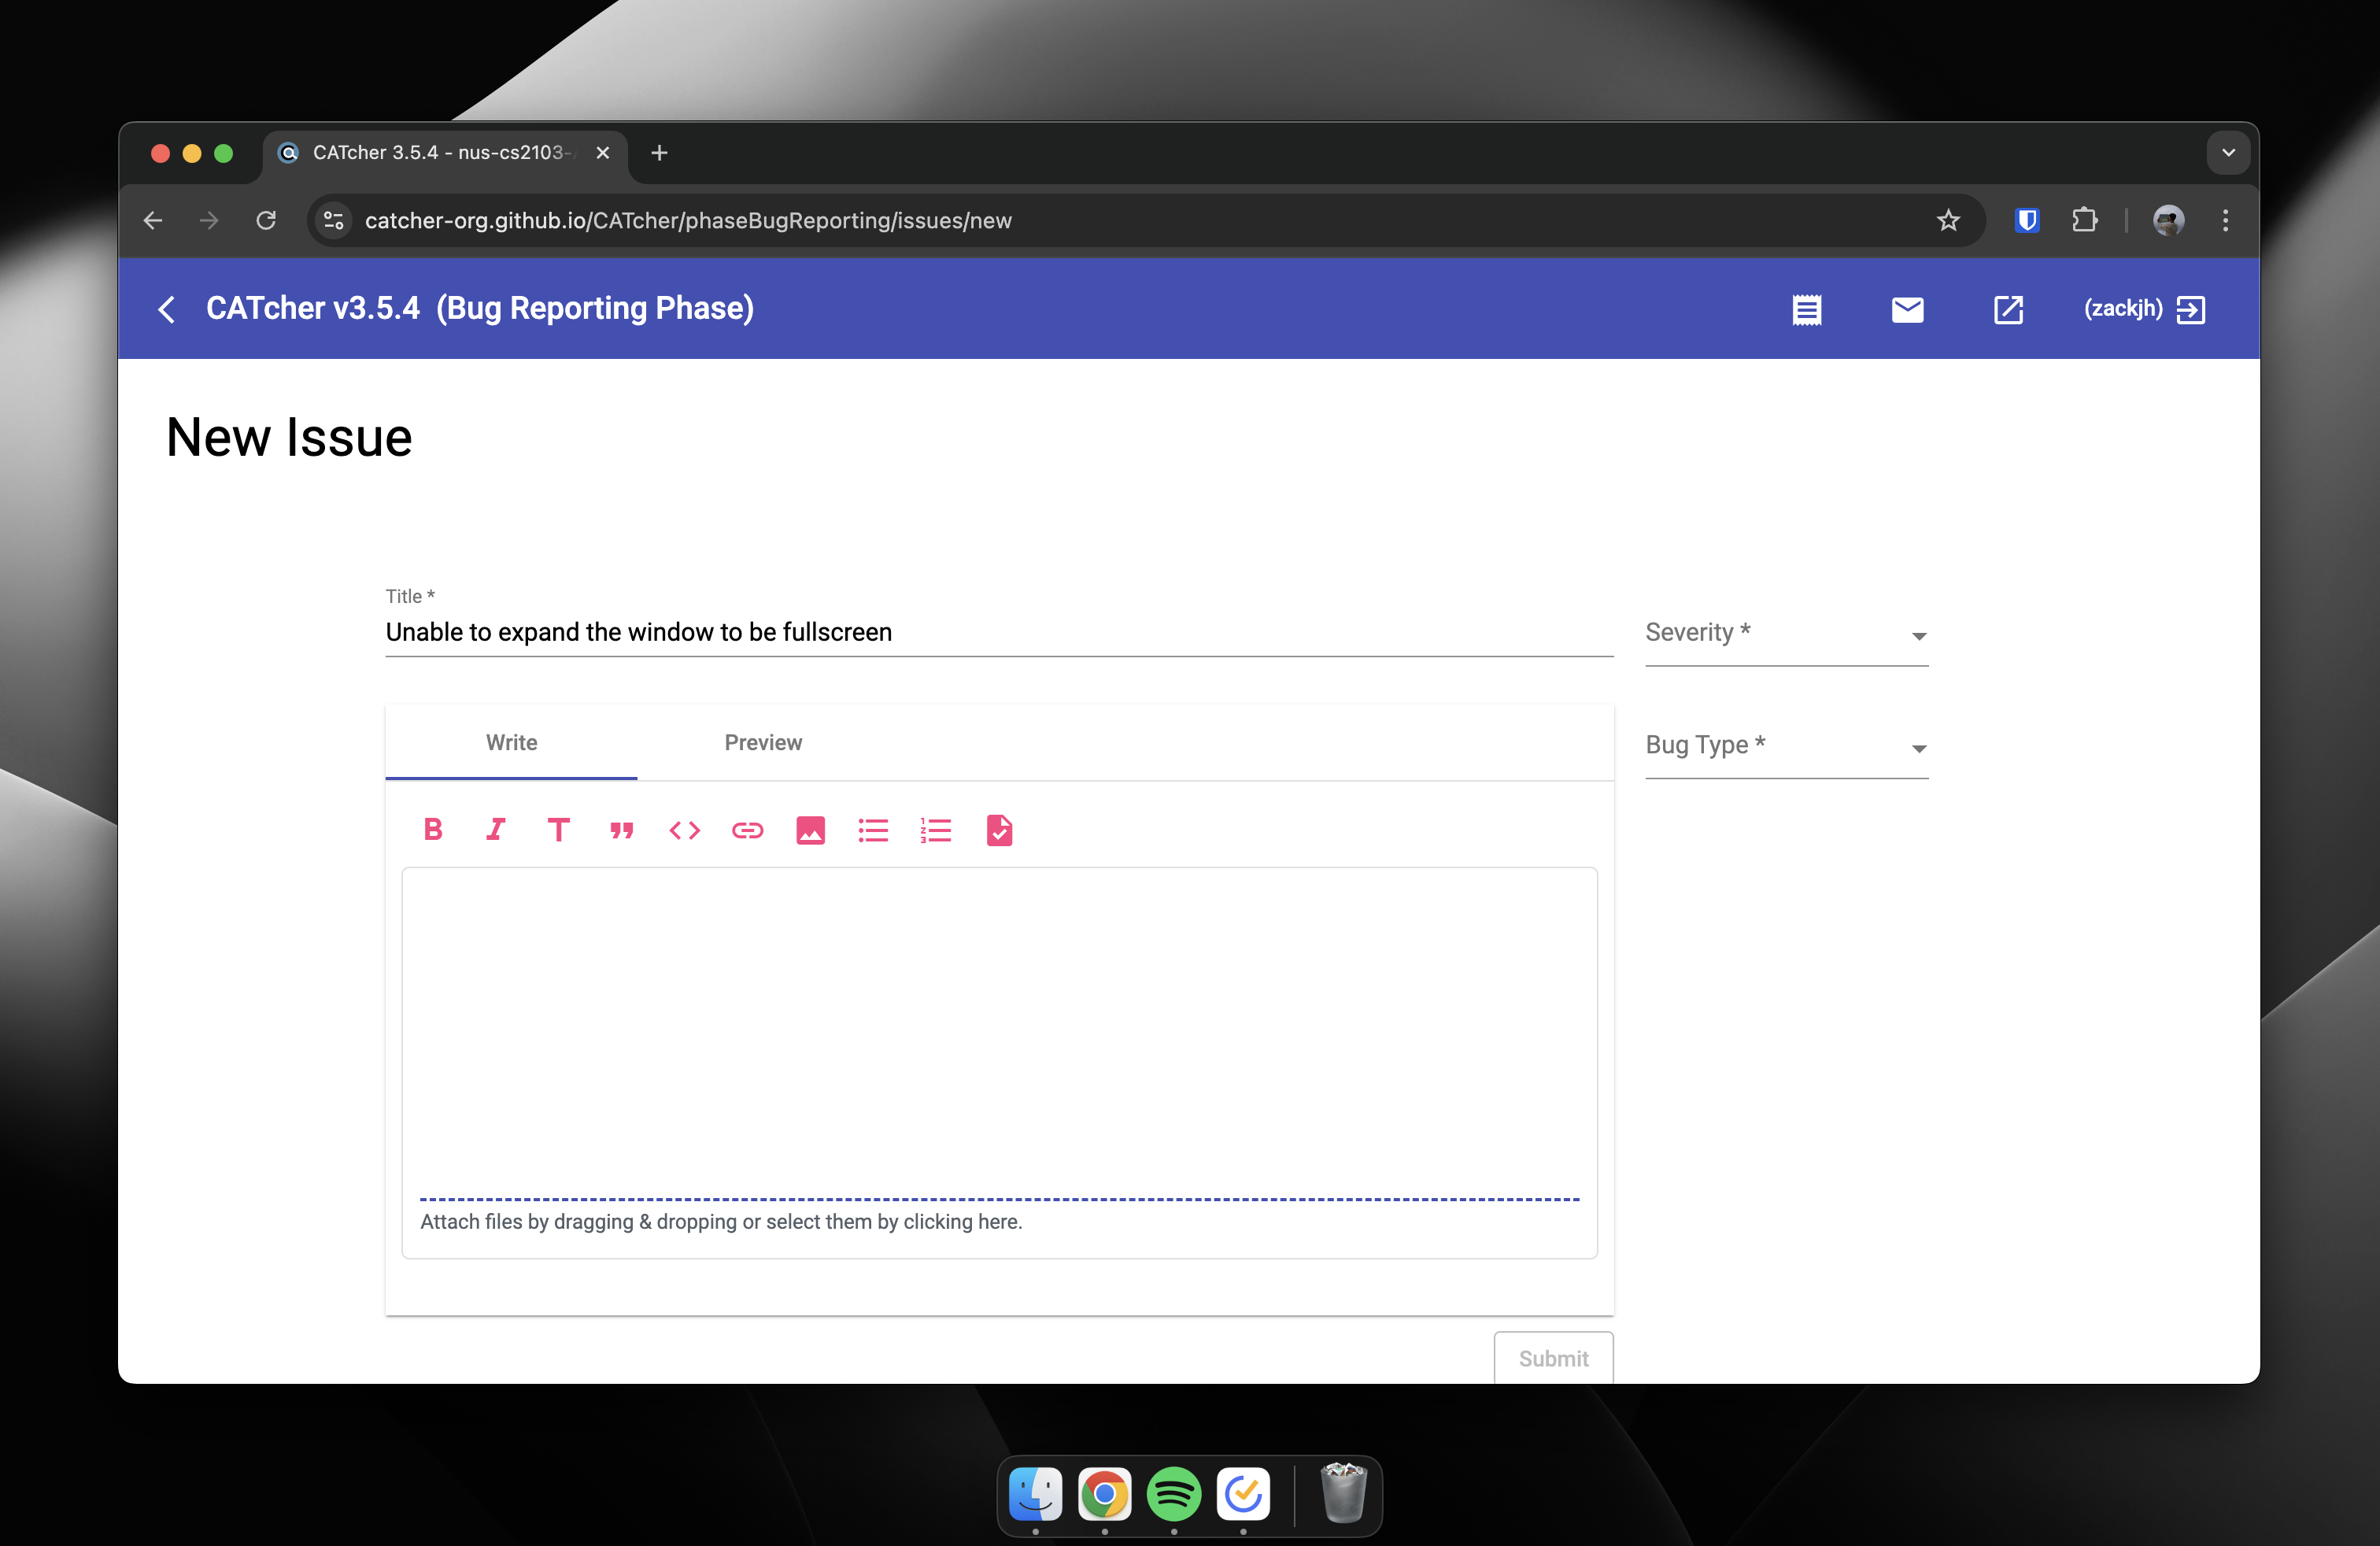 CATcher 3.5.4 - nus-cs2103-
catcher-org.github.io/CATcher/phaseBugReporting/issues/new
CATcher v3.5.4 (Bug Reporting Phase)
(zackjh)
New Issue
Title *
Unable to expand the window to be fullscreen
Severity *
Write
Preview
Bug Type *
Attach files by dragging & dropping or select them by clicking here.
Submit